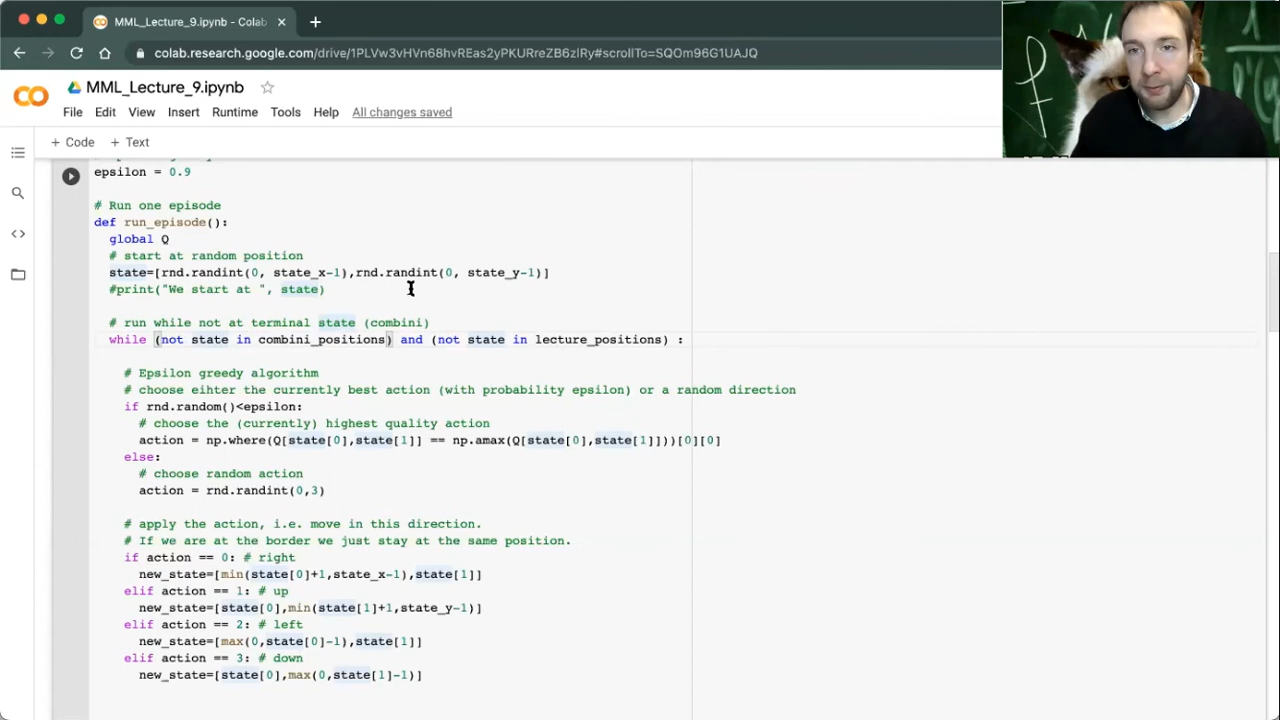 MML_Lecture_9.ipynb - Colab
colab.research.google.com/drive/1PLVw3vHVn68hvREas2yPKURreZB6zlRy#scrollTo=SQOm96G1UAJQ
MML_Lecture_9.ipynb
File Edit View Insert Runtime Tools Help All changes saved
+ Code + Text
epsilon = 0.9
# Run one episode
def run_episode():
global Q
# start at random position
state=[rnd.randint(0, state_x-1),rnd.randint(0, state_y-1)]
#print("We start at ", state)
# run while not at terminal state (combini)
while (not state in combini_positions) and (not state in lecture_positions) :
# Epsilon greedy algorithm
# choose eihter the currently best action (with probability epsilon) or a random direction
if rnd.random()<epsilon:
# choose the (currently) highest quality action
action = np.where(Q[state[0],state[1]] == np.amax(Q[state[0],state[1]]))[0][0]
else:
# choose random action
action = rnd.randint(0,3)
# apply the action, i.e. move in this direction.
# If we are at the border we just stay at the same position.
if action == 0: # right
new_state=[min(state[0]+1,state_x-1),state[1]]
elif action == 1: # up
new_state=[state[0],min(state[1]+1,state_y-1)]
elif action == 2: # left
new_state=[max(0,state[0]-1),state[1]]
elif action == 3: # down
new_state=[state[0],max(0,state[1]-1)]